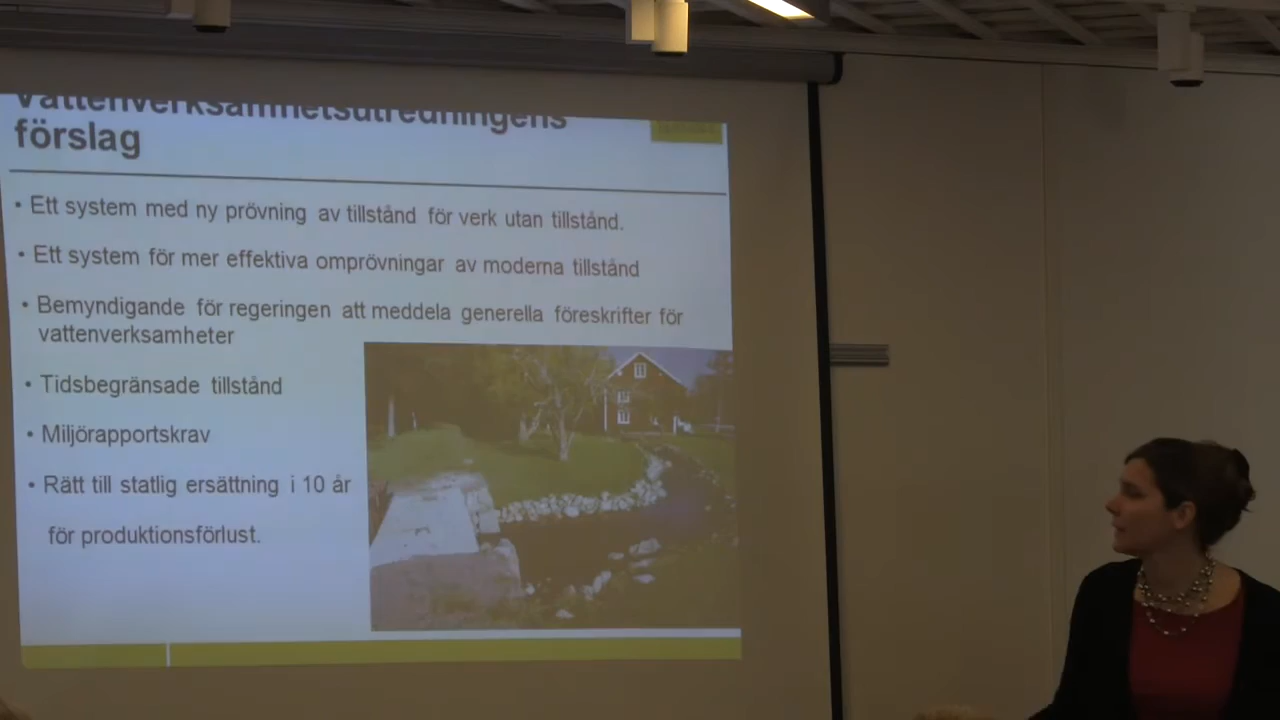 Vattenverksamhetsutredningens
förslag
• Ett system med ny prövning av tillstånd för verk utan tillstånd.
• Ett system för mer effektiva omprövningar av moderna tillstånd
• Bemyndigande för regeringen att meddela generella föreskrifter för
vattenverksamheter
• Tidsbegränsade tillstånd
• Miljörapportskrav
• Rätt till statlig ersättning i 10 år
för produktionsförlust.